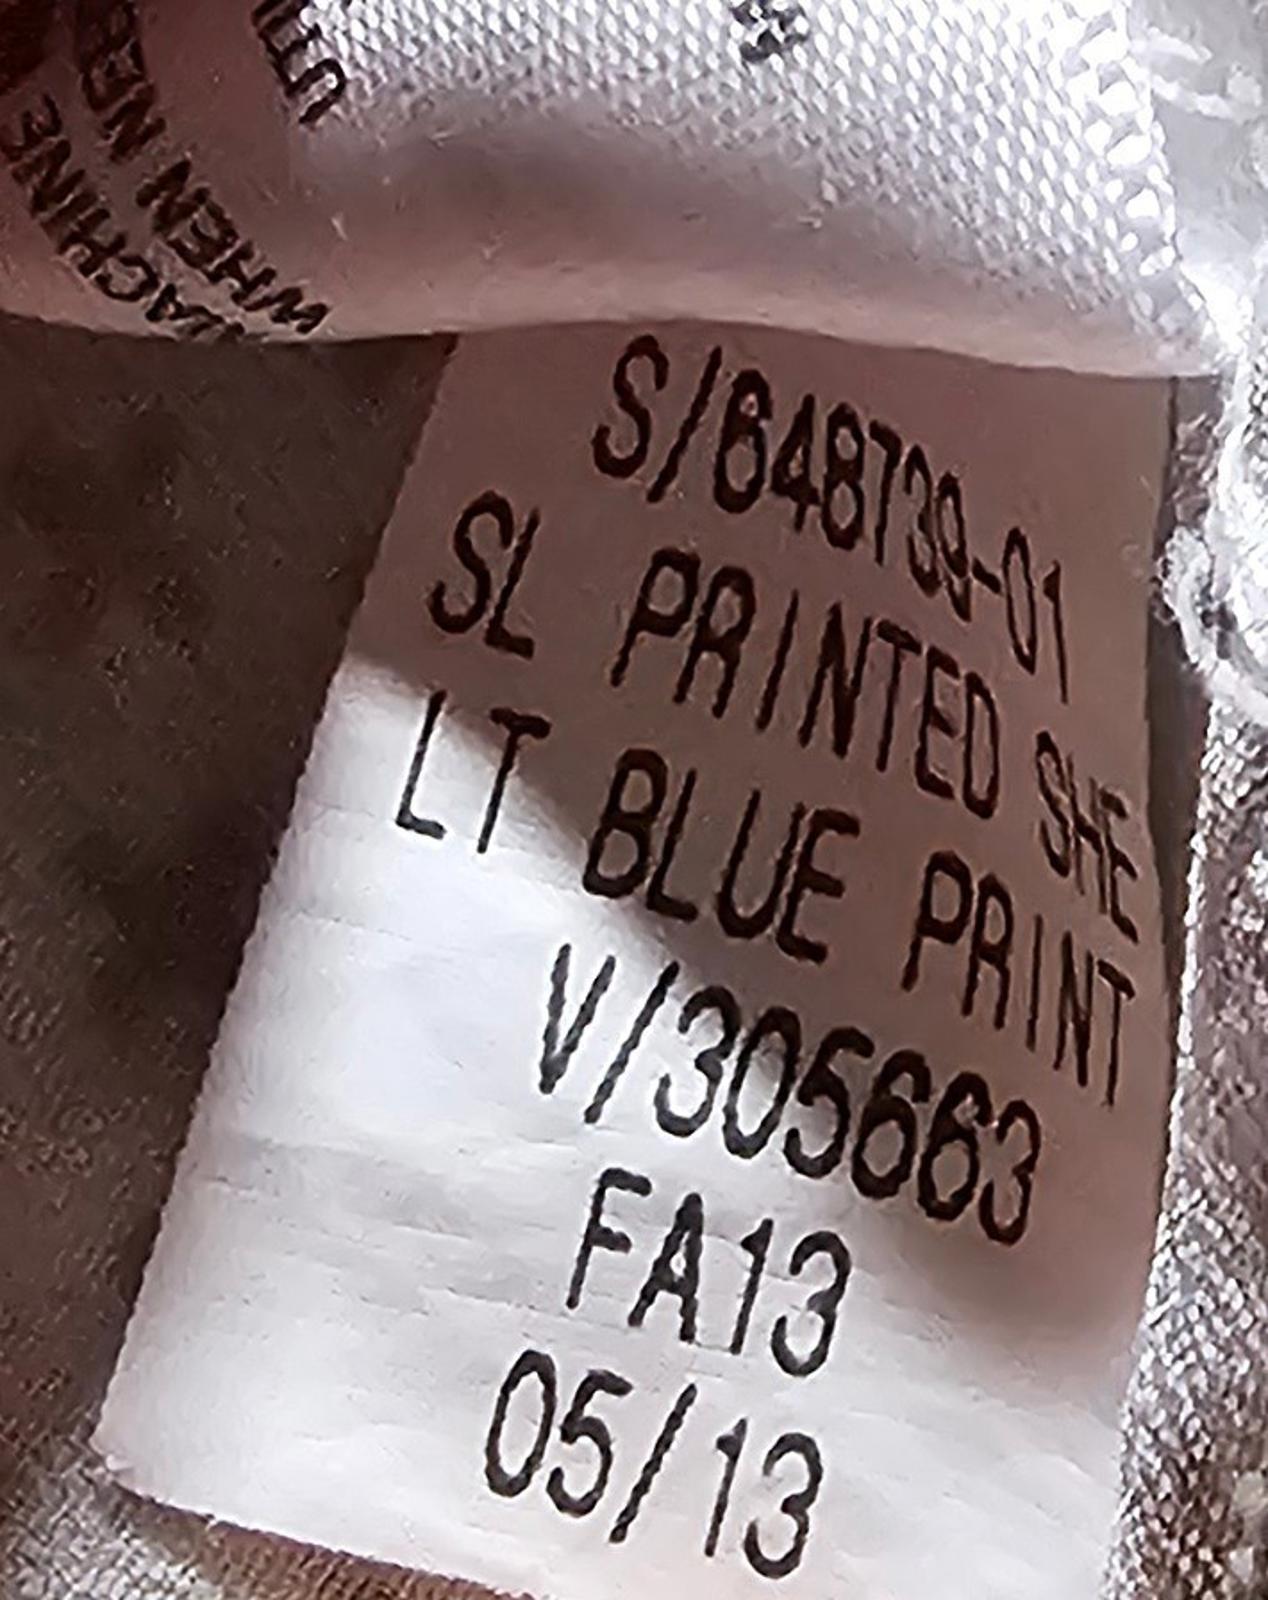 MACHINE
WHEN NEE
S/648739-01
SL PRINTED SHE
LT BLUE PRINT
V/305663
FA13
05/13